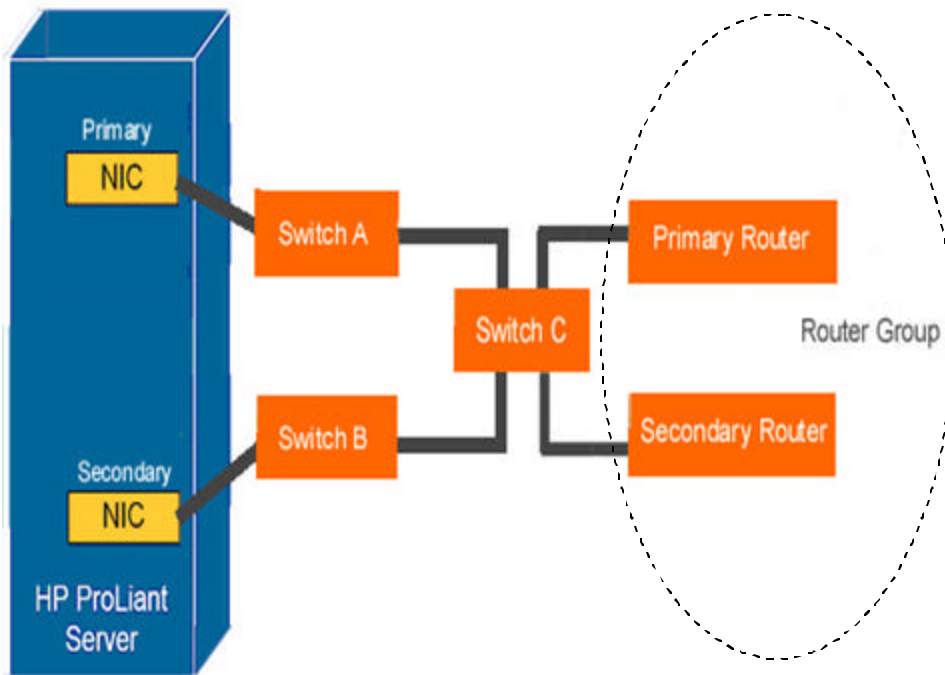 Primary
NIC
Switch A
Primary Router
Switch C
Router Group
Switch B
Secondary Router
Secondary
NIC
HP ProLiant
Server